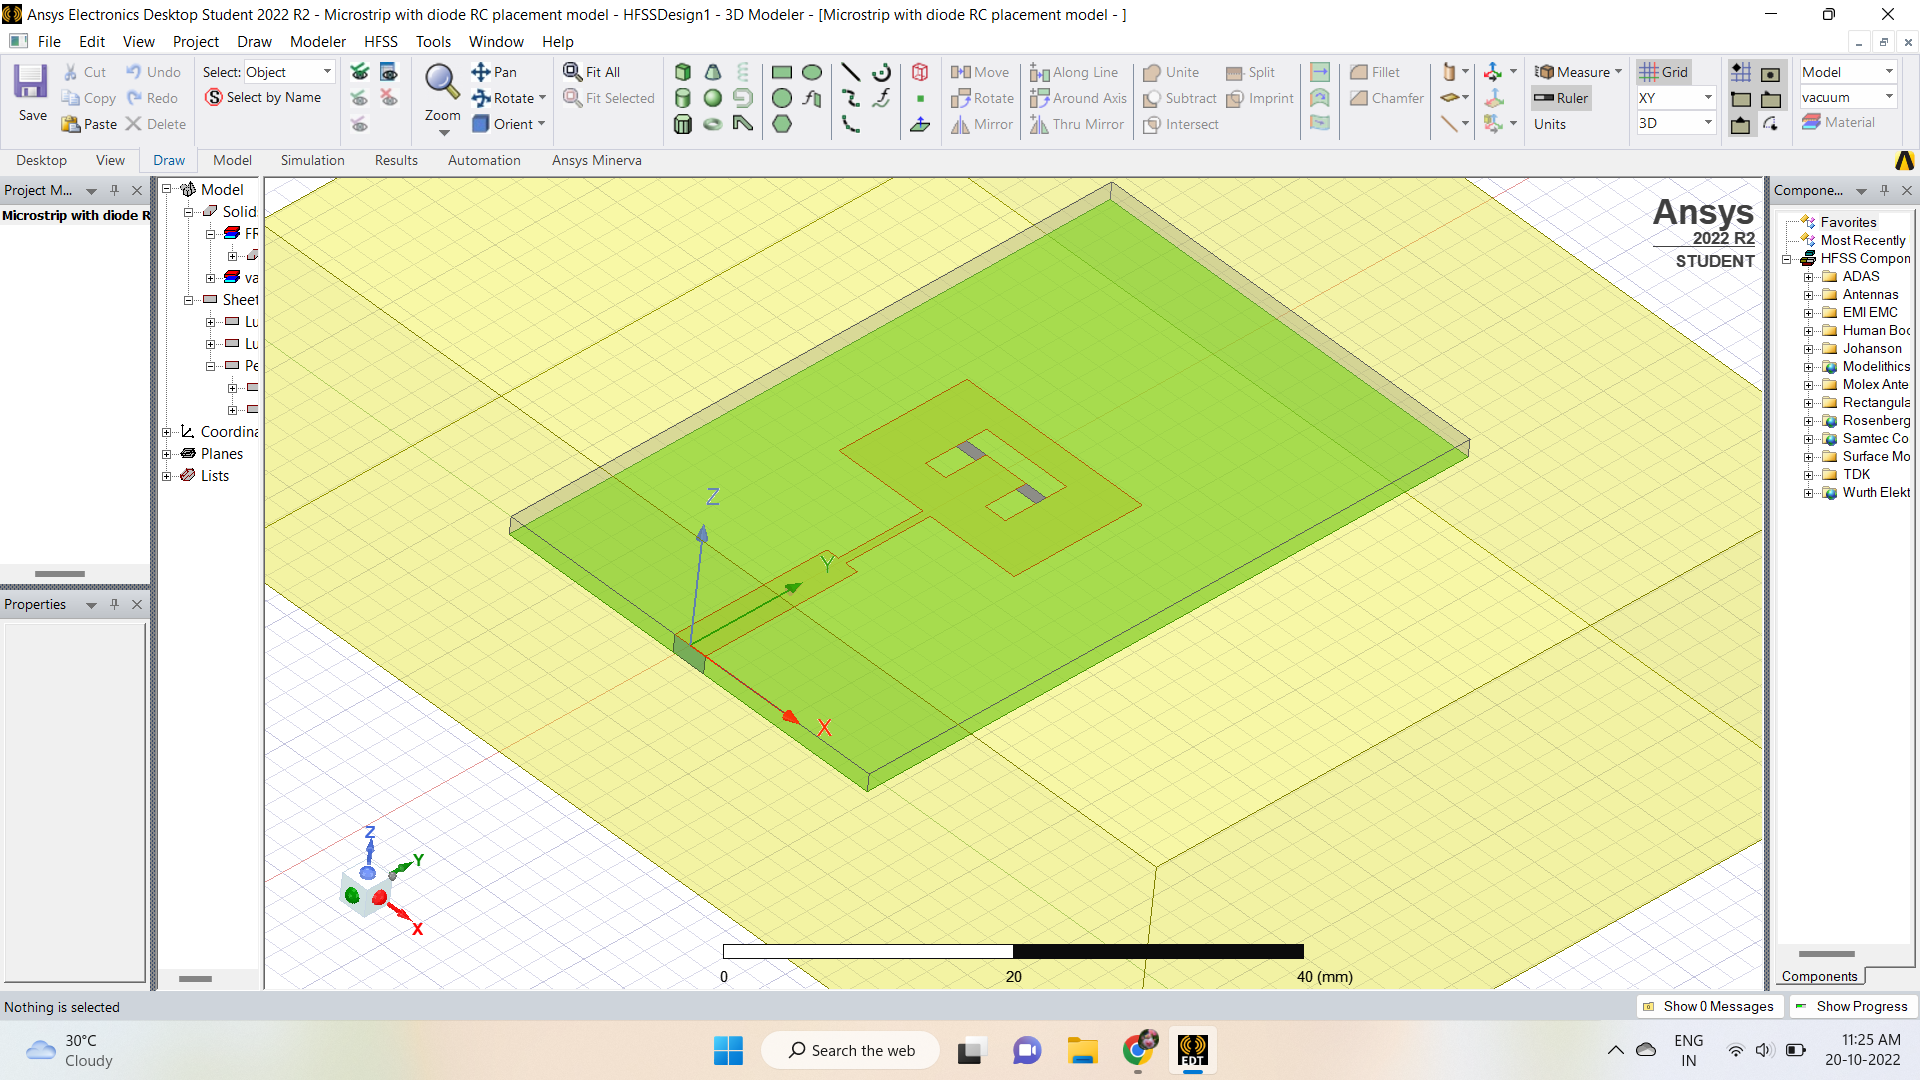 Ansys Electronics Desktop Student 2022 R2 - Microstrip with diode RC placement model - HFSSDesign1 - 3D Modeler - [Microstrip with diode RC placement model - ]
File Edit View Project Draw Modeler HFSS Tools Window Help
Save
Cut Undo
Copy Redo
Paste Delete
Select: Object
Select by Name
Zoom
Pan
Rotate
Orient
Fit All
Fit Selected
Move Along Line
Rotate Around Axis
Mirror Thru Mirror
Unite Split
Subtract Imprint
Intersect
Fillet
Chamfer
Measure
Ruler
Units
Grid
XY
3D
Model
vacuum
Material
Desktop View Draw Model Simulation Results Automation Ansys Minerva
Project M...
Microstrip with diode R
Properties
Model
Solids
FR
va
Sheet
Lu
Lu
Pe
Coordina
Planes
Lists
Ansys
2022 R2
STUDENT
Z
Y
X
Z
Y
X
0 20 40 (mm)
Compone...
Favorites
Most Recently
HFSS Compon
ADAS
Antennas
EMI EMC
Human Boc
Johanson
Modelithics
Molex Ante
Rectangula
Rosenberg
Samtec Co
Surface Mo
TDK
Wurth Elekt
Components
Nothing is selected
Show 0 Messages
Show Progress
30°C
Cloudy
Search the web
EDT
ENG
IN
11:25 AM
20-10-2022